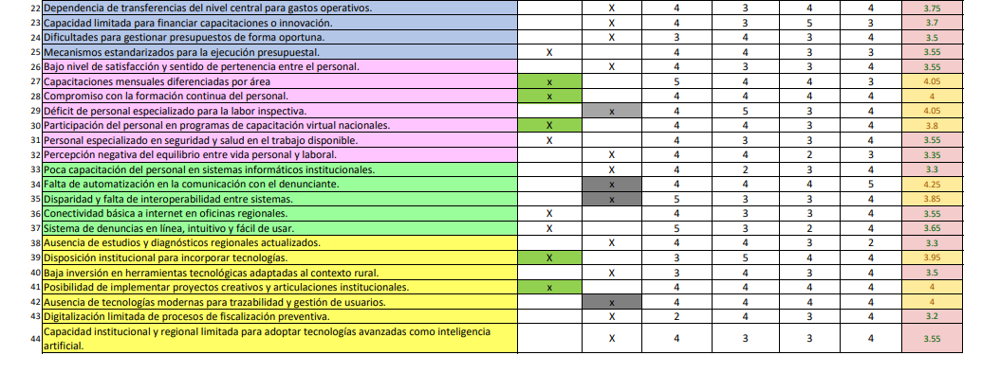 22 Dependencia de transferencias del nivel central para gastos operativos. X 4 3 4 4 3.75
23 Capacidad limitada para financiar capacitaciones o innovación. X 4 3 5 3 3.7
24 Dificultades para gestionar presupuestos de forma oportuna. X 3 4 3 4 3.5
25 Mecanismos estandarizados para la ejecución presupuestal. X 4 4 3 3 3.55
26 Bajo nivel de satisfacción y sentido de pertenencia entre el personal. X 4 3 3 4 3.55
27 Capacitaciones mensuales diferenciadas por área x 5 4 4 3 4.05
28 Compromiso con la formación continua del personal. x 4 4 4 4 4
29 Déficit de personal especializado para la labor inspectiva. x 4 5 3 4 4.05
30 Participación del personal en programas de capacitación virtual nacionales. X 4 4 3 4 3.8
31 Personal especializado en seguridad y salud en el trabajo disponible. X 4 3 3 4 3.55
32 Percepción negativa del equilibrio entre vida personal y laboral. X 4 4 2 3 3.35
33 Poca capacitación del personal en sistemas informáticos institucionales. X 4 2 3 4 3.3
34 Falta de automatización en la comunicación con el denunciante. x 4 4 4 5 4.25
35 Disparidad y falta de interoperabilidad entre sistemas. x 5 3 3 4 3.85
36 Conectividad básica a internet en oficinas regionales. X 4 3 3 4 3.55
37 Sistema de denuncias en línea, intuitivo y fácil de usar. X 5 3 2 4 3.65
38 Ausencia de estudios y diagnósticos regionales actualizados. X 4 4 3 2 3.3
39 Disposición institucional para incorporar tecnologías. X 3 5 4 4 3.95
40 Baja inversión en herramientas tecnológicas adaptadas al contexto rural. X 3 4 3 4 3.5
41 Posibilidad de implementar proyectos creativos y articulaciones institucionales. x 4 4 4 4 4
42 Ausencia de tecnologías modernas para trazabilidad y gestión de usuarios. x 4 4 4 4 4
43 Digitalización limitada de procesos de fiscalización preventiva. X 2 4 3 4 3.2
44 Capacidad institucional y regional limitada para adoptar tecnologías avanzadas como inteligencia
artificial. X 4 3 3 4 3.55